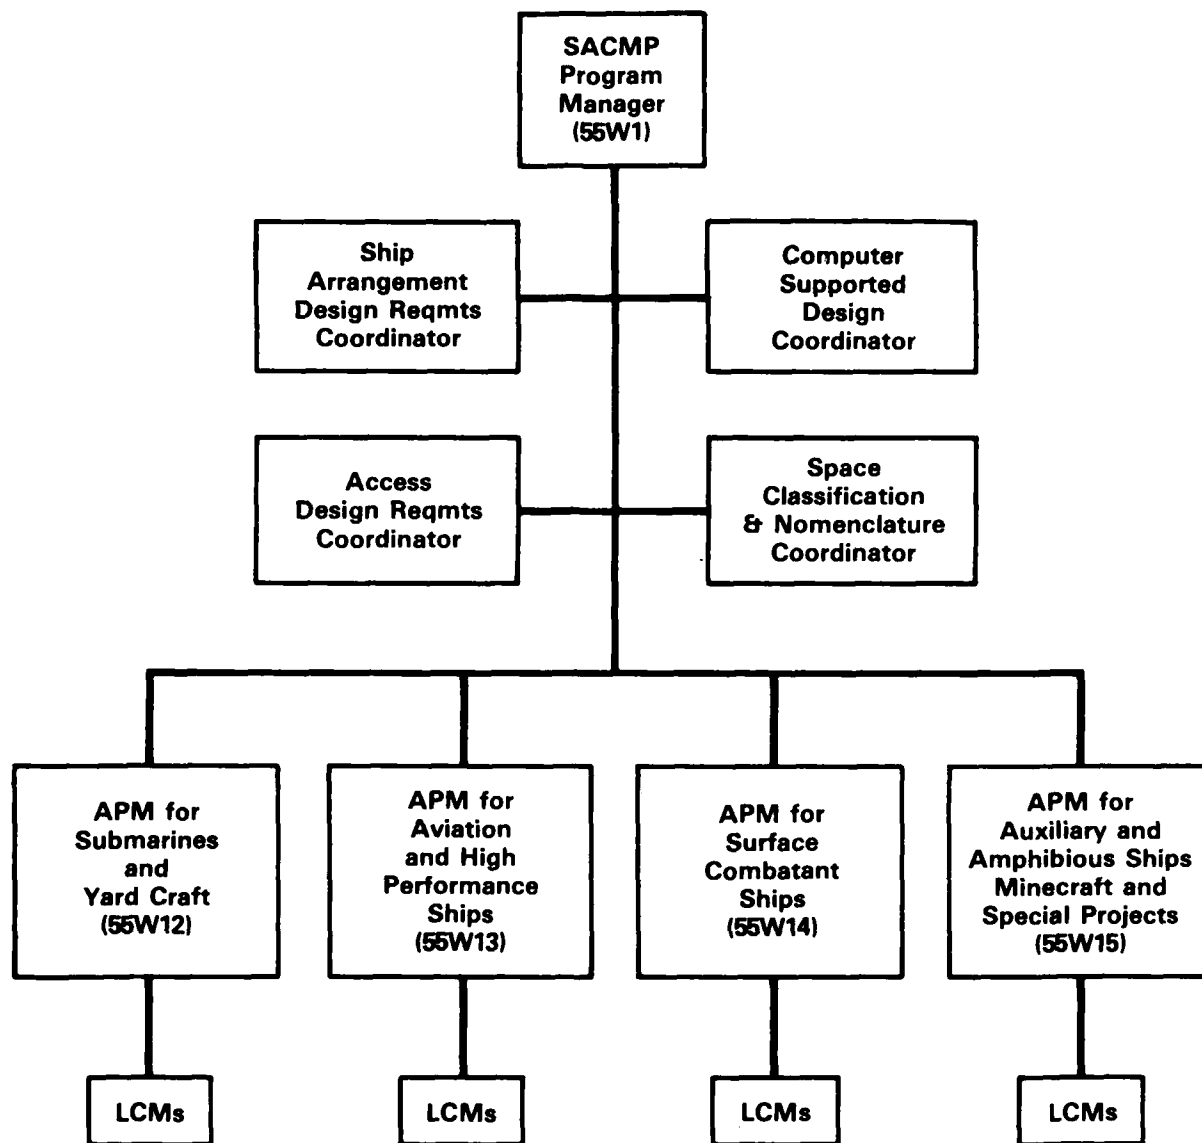 SACMP
Program
Manager
(55W1)
Ship
Arrangement
Design Reqmts
Coordinator
Computer
Supported
Design
Coordinator
Access
Design Reqmts
Coordinator
Space
Classification
& Nomenclature
Coordinator
APM for
Submarines
and
Yard Craft
(55W12)
APM for
Aviation
and High
Performance
Ships
(55W13)
APM for
Surface
Combatant
Ships
(55W14)
APM for
Auxiliary and
Amphibious Ships
Minecraft and
Special Projects
(55W15)
LCMs
LCMs
LCMs
LCMs